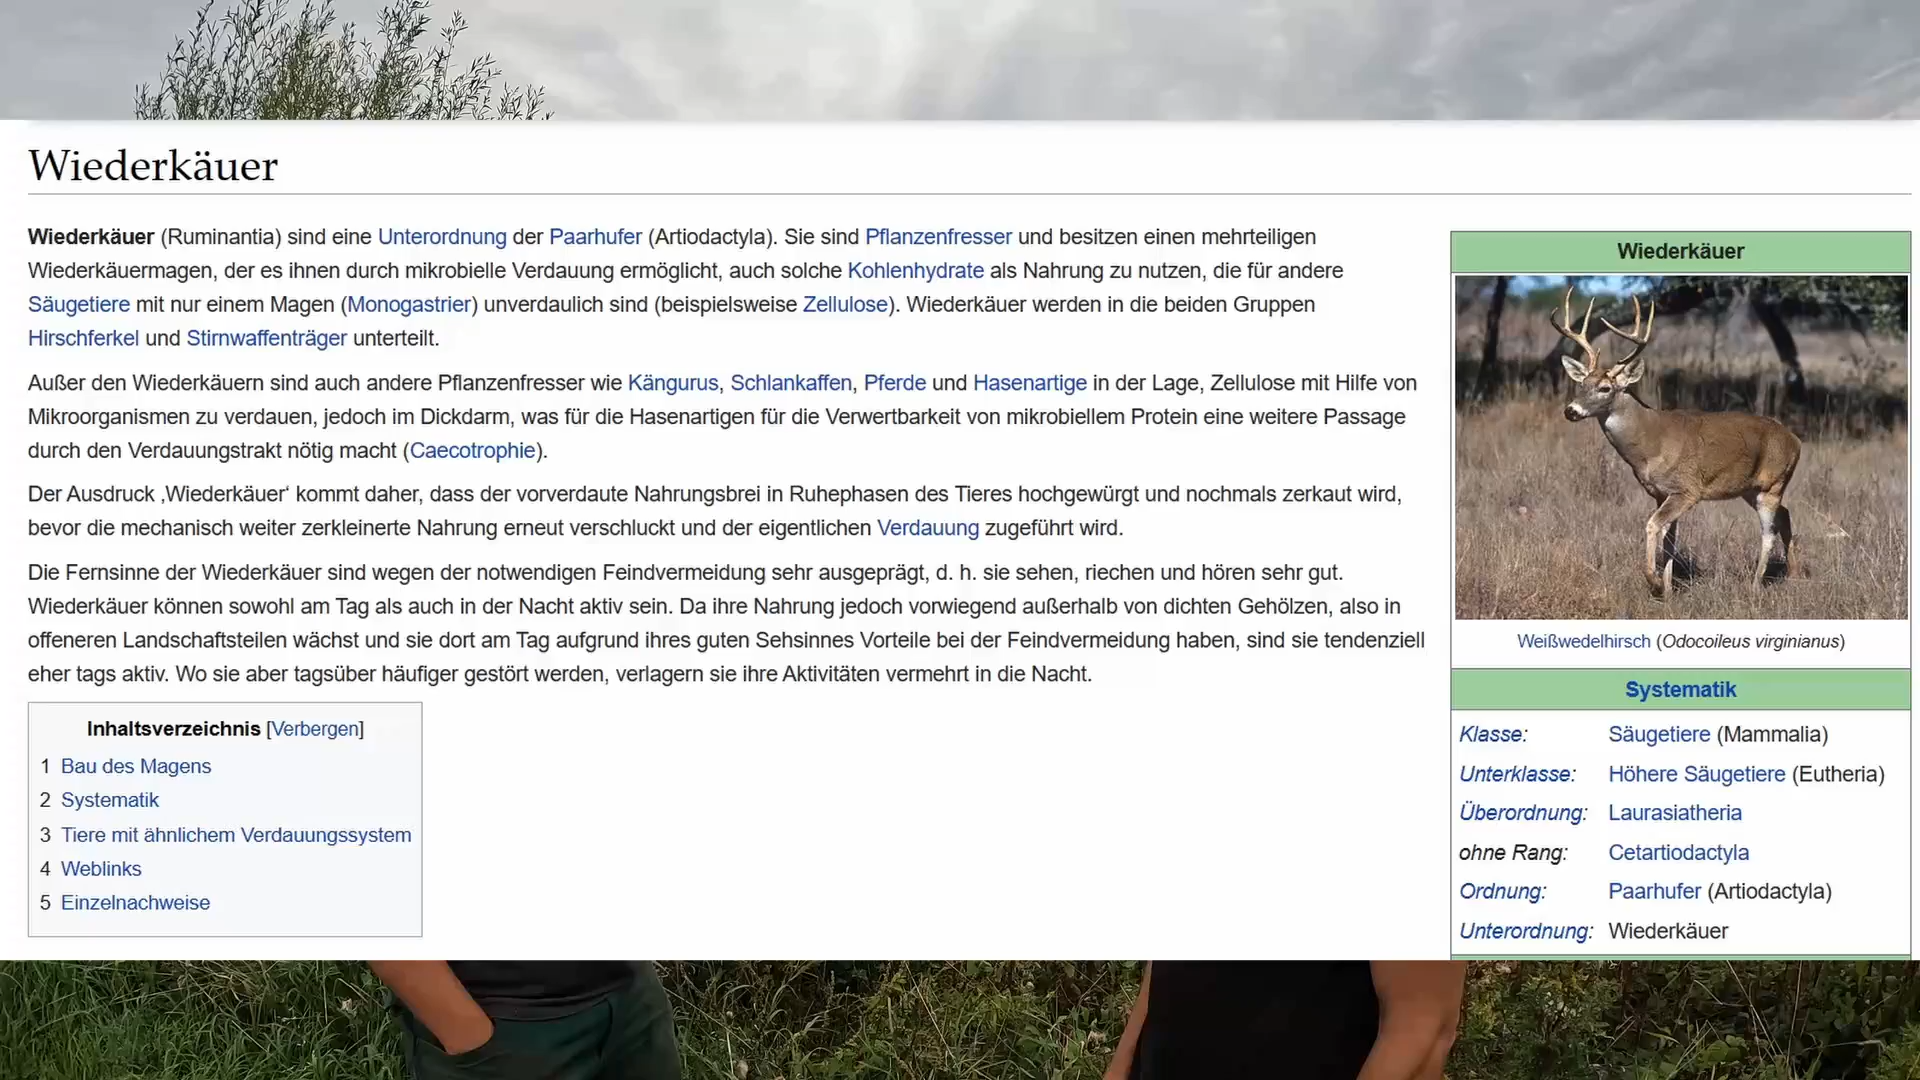 Wiederkäuer
Wiederkäuer (Ruminantia) sind eine Unterordnung der Paarhufer (Artiodactyla). Sie sind Pflanzenfresser und besitzen einen mehrteiligen
Wiederkäuermagen, der es ihnen durch mikrobielle Verdauung ermöglicht, auch solche Kohlenhydrate als Nahrung zu nutzen, die für andere
Säugetiere mit nur einem Magen (Monogastrier) unverdaulich sind (beispielsweise Zellulose). Wiederkäuer werden in die beiden Gruppen
Hirschferkel und Stirnwaffenträger unterteilt.
Außer den Wiederkäuern sind auch andere Pflanzenfresser wie Kängurus, Schlankaffen, Pferde und Hasenartige in der Lage, Zellulose mit Hilfe von
Mikroorganismen zu verdauen, jedoch im Dickdarm, was für die Hasenartigen für die Verwertbarkeit von mikrobiellem Protein eine weitere Passage
durch den Verdauungstrakt nötig macht (Caecotrophie).
Der Ausdruck ‚Wiederkäuer‘ kommt daher, dass der vorverdaute Nahrungsbrei in Ruhephasen des Tieres hochgewürgt und nochmals zerkaut wird,
bevor die mechanisch weiter zerkleinerte Nahrung erneut verschluckt und der eigentlichen Verdauung zugeführt wird.
Die Fernsinne der Wiederkäuer sind wegen der notwendigen Feindvermeidung sehr ausgeprägt, d. h. sie sehen, riechen und hören sehr gut.
Wiederkäuer können sowohl am Tag als auch in der Nacht aktiv sein. Da ihre Nahrung jedoch vorwiegend außerhalb von dichten Gehölzen, also in
offeneren Landschaftsteilen wächst und sie dort am Tag aufgrund ihres guten Sehsinnes Vorteile bei der Feindvermeidung haben, sind sie tendenziell
eher tags aktiv. Wo sie aber tagsüber häufiger gestört werden, verlagern sie ihre Aktivitäten vermehrt in die Nacht.
Inhaltsverzeichnis [Verbergen]
1 Bau des Magens
2 Systematik
3 Tiere mit ähnlichem Verdauungssystem
4 Weblinks
5 Einzelnachweise
Wiederkäuer
Weißwedelhirsch (Odocoileus virginianus)
Systematik
Klasse: Säugetiere (Mammalia)
Unterklasse: Höhere Säugetiere (Eutheria)
Überordnung: Laurasiatheria
ohne Rang: Cetartiodactyla
Ordnung: Paarhufer (Artiodactyla)
Unterordnung: Wiederkäuer